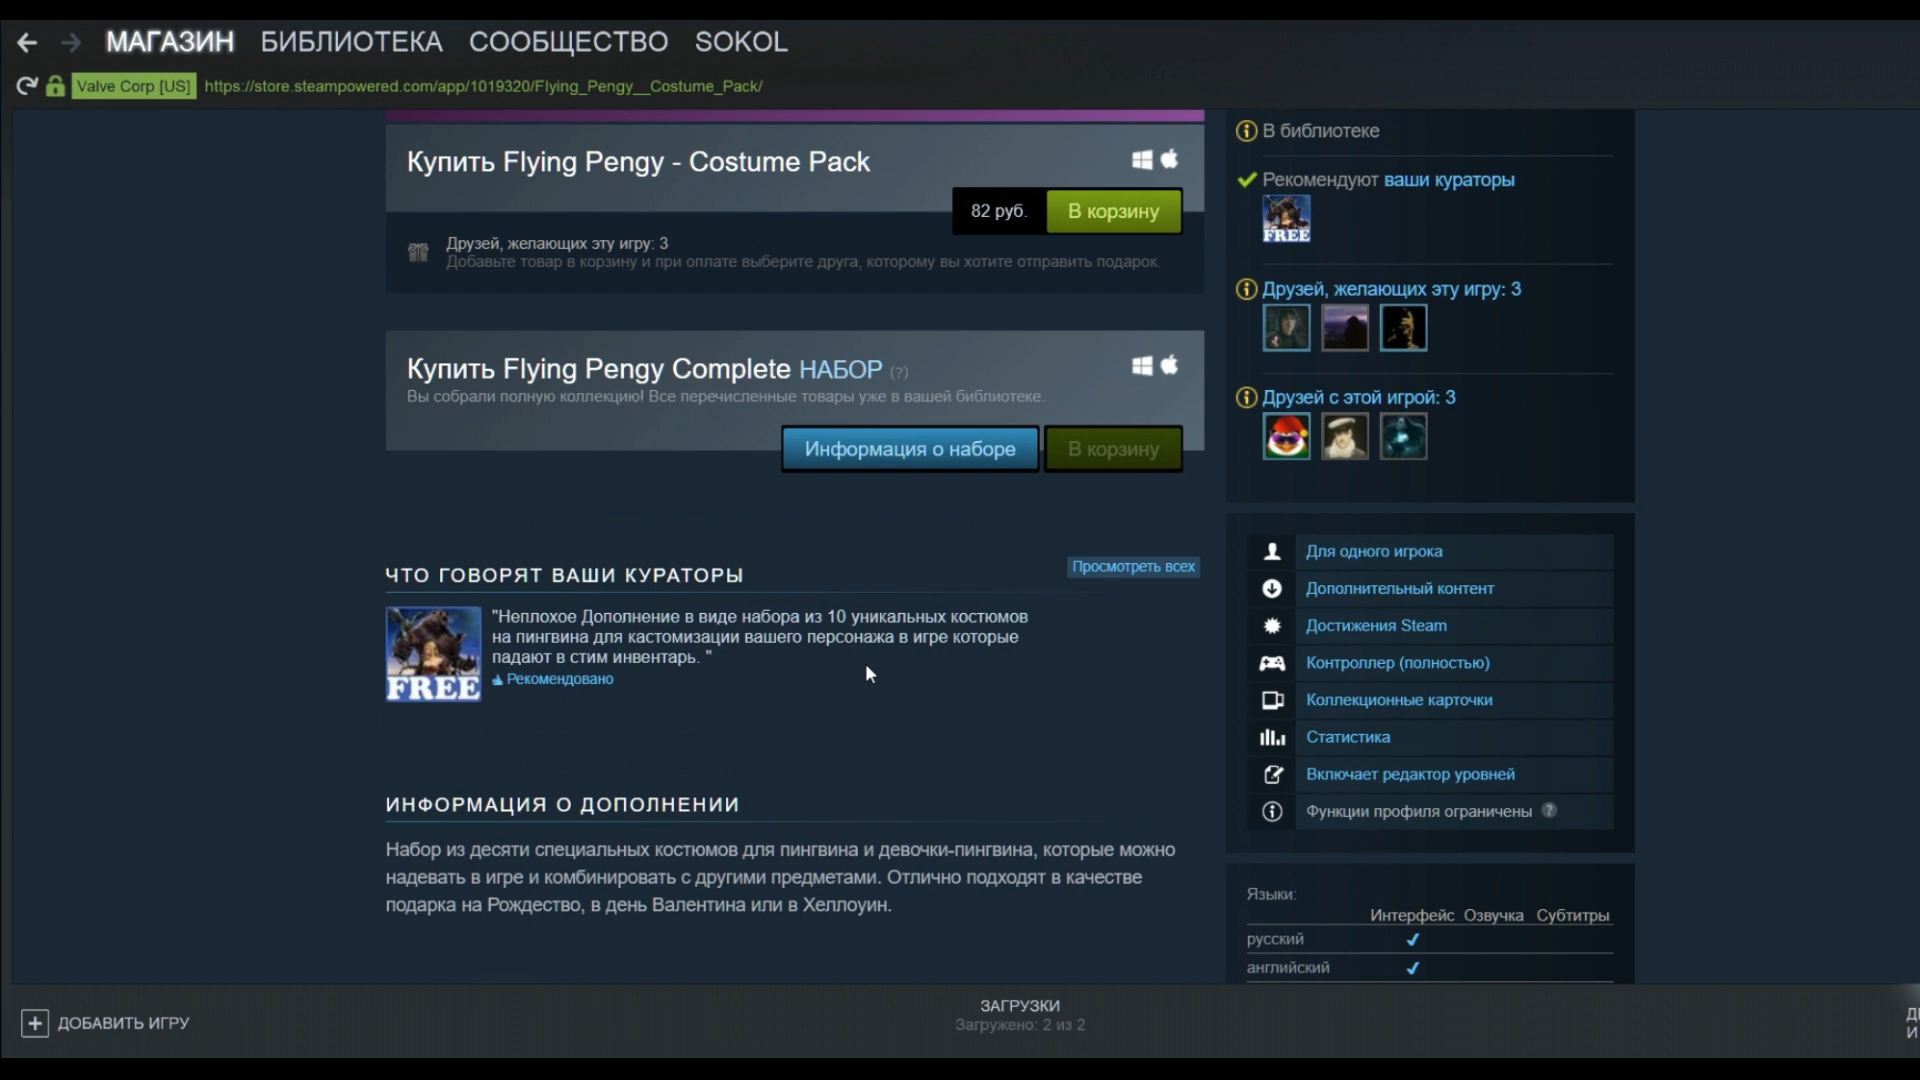 МАГАЗИН БИБЛИОТЕКА СООБЩЕСТВО SOKOL
Valve Corp [US] https://store.steampowered.com/app/1019320/Flying_Pengy__Costume_Pack/
Купить Flying Pengy - Costume Pack
82 руб. В корзину
Друзей, желающих эту игру: 3
Добавьте товар в корзину и при оплате выберите друга, которому вы хотите отправить подарок.
Купить Flying Pengy Complete НАБОР (?)
Вы собрали полную коллекцию! Все перечисленные товары уже в вашей библиотеке.
Информация о наборе В корзину
ЧТО ГОВОРЯТ ВАШИ КУРАТОРЫ
Просмотреть всех
FREE
"Неплохое Дополнение в виде набора из 10 уникальных костюмов
на пингвина для кастомизации вашего персонажа в игре которые
падают в стим инвентарь. "
Рекомендовано
ИНФОРМАЦИЯ О ДОПОЛНЕНИИ
Набор из десяти специальных костюмов для пингвина и девочки-пингвина, которые можно
надевать в игре и комбинировать с другими предметами. Отлично подходят в качестве
подарка на Рождество, в день Валентина или в Хеллоуин.
В библиотеке
Рекомендуют ваши кураторы
FREE
Друзей, желающих эту игру: 3
Друзей с этой игрой: 3
Для одного игрока
Дополнительный контент
Достижения Steam
Контроллер (полностью)
Коллекционные карточки
Статистика
Включает редактор уровней
Функции профиля ограничены ?
Языки:
Интерфейс Озвучка Субтитры
русский
английский
ДОБАВИТЬ ИГРУ
ЗАГРУЗКИ
Загружено: 2 из 2